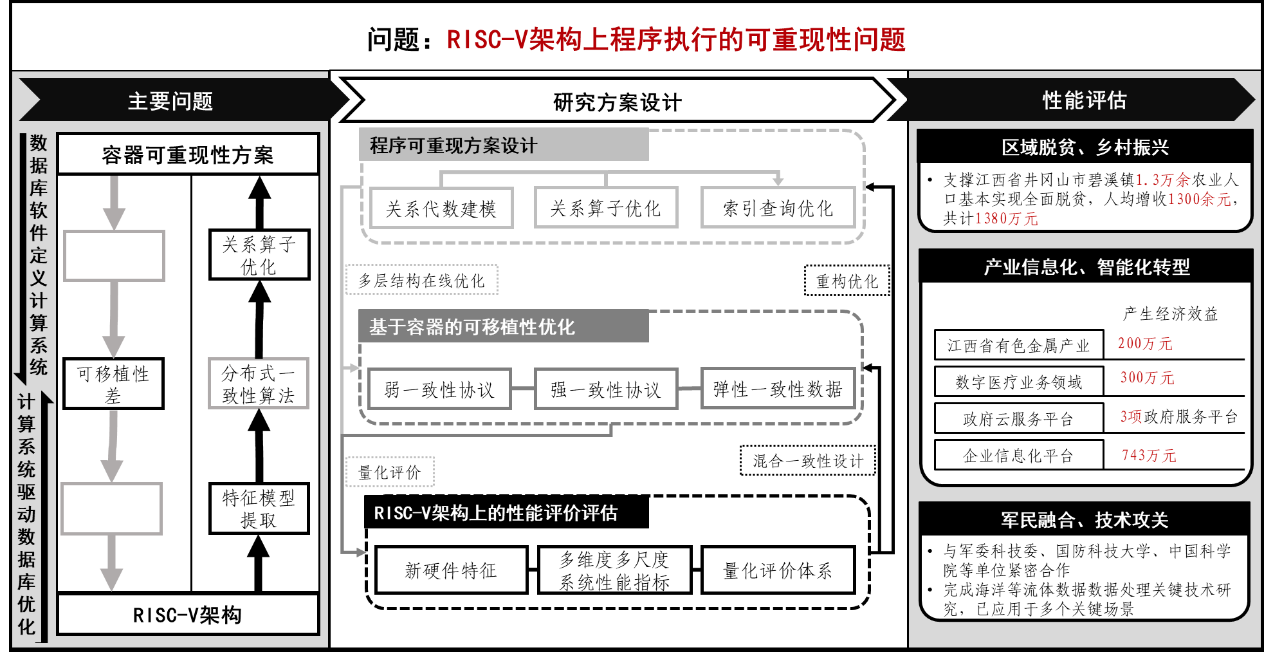 问题：RISC-V架构上程序执行的可重现性问题
主要问题
研究方案设计
性能评估
数据库软件定义计算系统
计算系统驱动数据库优化
容器可重现性方案
关系算子
优化
可移植性
差
分布式一
致性算法
特征模型
提取
RISC-V架构
程序可重现方案设计
关系代数建模
关系算子优化
索引查询优化
多层结构在线优化
重构优化
基于容器的可移植性优化
弱一致性协议
强一致性协议
弹性一致性数据
量化评价
混合一致性设计
RISC-V架构上的性能评价评估
新硬件特征
多维度多尺度
系统性能指标
量化评价体系
区域脱贫、乡村振兴
• 支撑江西省井冈山市碧溪镇1.3万余农业人
口基本实现全面脱贫，人均增收1300余元，
共计1380万元
产业信息化、智能化转型
产生经济效益
江西省有色金属产业 200万元
数字医疗业务领域 300万元
政府云服务平台 3项政府服务平台
企业信息化平台 743万元
军民融合、技术攻关
• 与军委科技委、国防科技大学、中国科学
院等单位紧密合作
• 完成海洋等流体数据数据处理关键技术研
究，已应用于多个关键场景